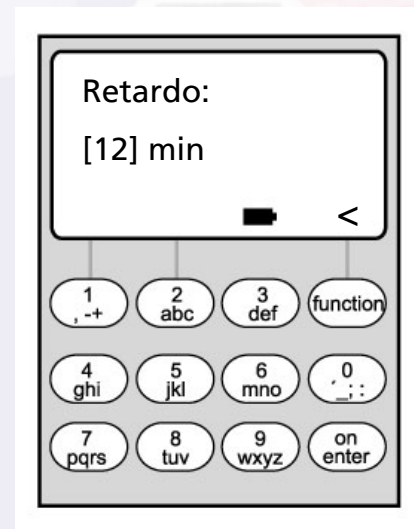 Retardo:
[12] min
<
1 2 3 function
, -+ abc def
4 5 6 0
ghi jkl mno ´_; :
7 8 9 on
pqrs tuv wxyz enter